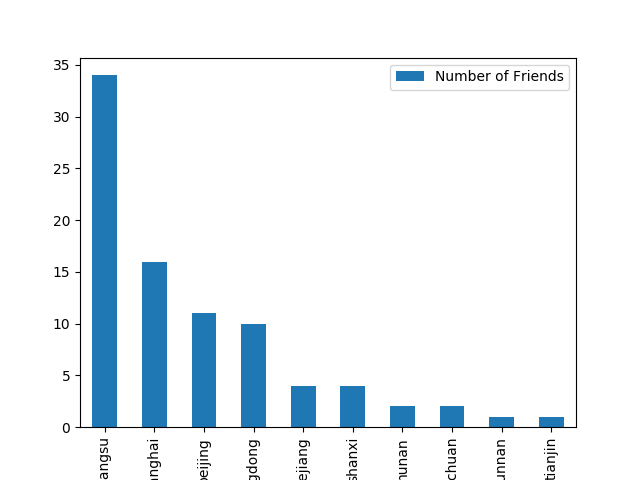 Number of Friends
35
30
25
20
15
10
5
0
angsu
nghai
beijing
gdong
ejiang
shanxi
hunan
chuan
unnan
tianjin